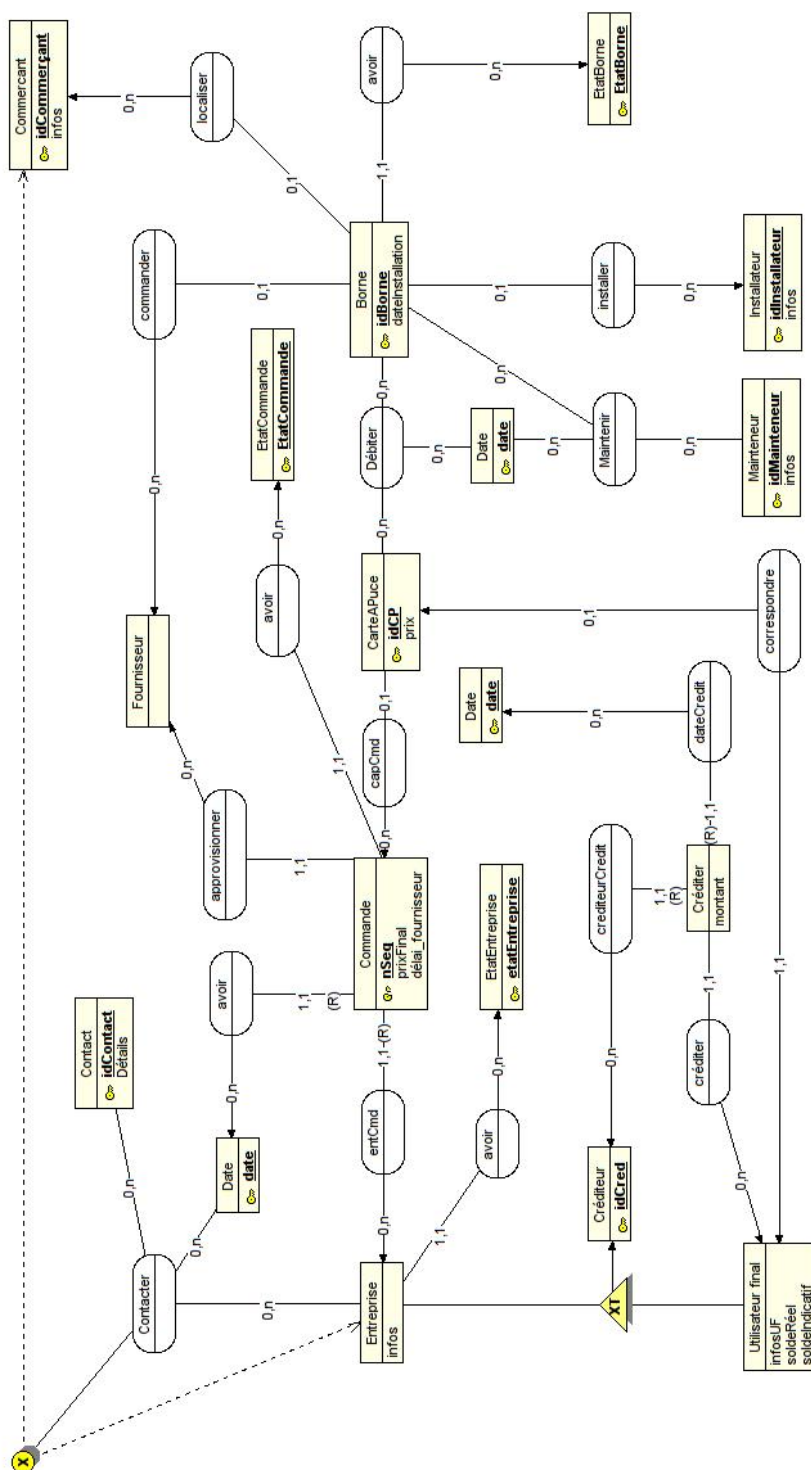 X
Contacter
0,n
Contact
idContact
Détails
0,n
Date
date
0,n
avoir
1,1
(R)
0,n
Entreprise
infos
0,n
entCmd
1,1-(R)
Commande
nSeq
prixFinal
délai_fournisseur
1,1
approvisionner
0,n
Fournisseur
1,1
avoir
0,n
EtatCommande
EtatCommande
0,n
commander
0,1
Commerçant
idCommerçant
infos
0,n
localiser
0,1
Borne
idBorne
dateInstallation
1,1
avoir
0,n
EtatBorne
EtatBorne
0,n
capCmd
0,1
CarteAPuce
idCP
prix
0,n
Débiter
0,n
0,n
Date
date
0,n
Maintenir
0,n
0,n
Mainteneur
idMainteneur
infos
0,1
installer
0,n
Installateur
idInstallateur
infos
1,1
avoir
0,n
EtatEntreprise
etatEntreprise
XT
Créditeur
idCred
0,n
crediteurCredit
1,1
(R)
Créditer
montant
(R)-1,1
dateCredit
0,n
Date
date
1,1
créditer
0,n
Utilisateur final
infosUF
soldeRéel
soldeIndicatif
1,1
correspondre
0,1